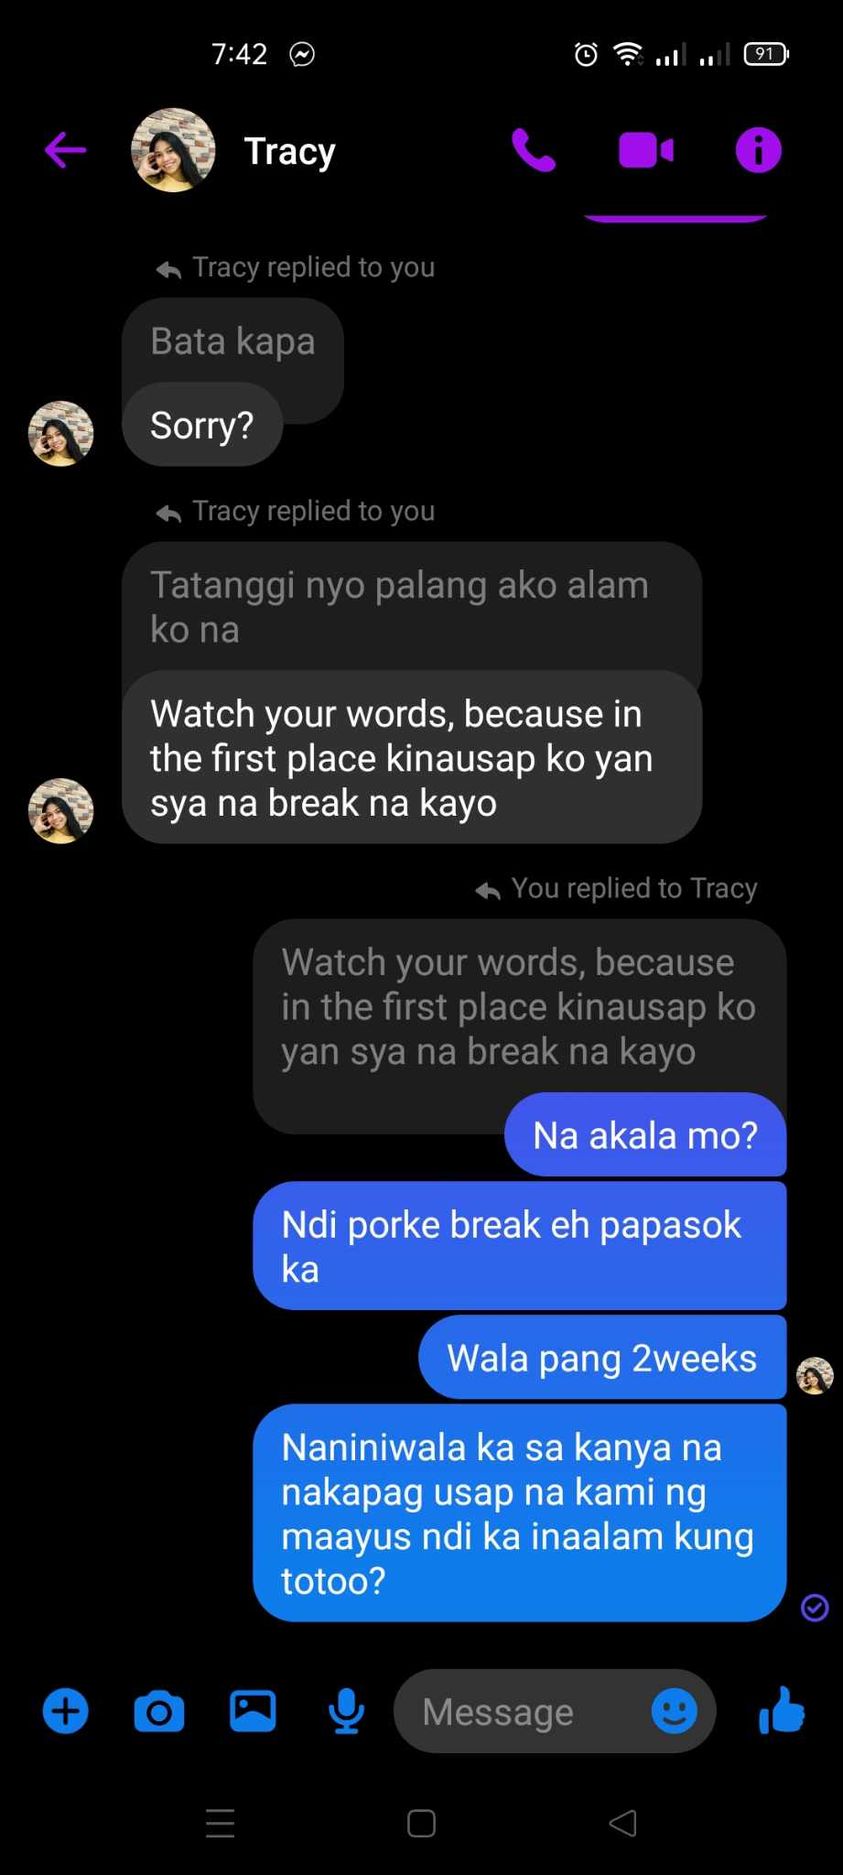 7:42
91
Tracy
Tracy replied to you
Bata kapa
Sorry?
Tracy replied to you
Tatanggi nyo palang ako alam
ko na
Watch your words, because in
the first place kinausap ko yan
sya na break na kayo
You replied to Tracy
Watch your words, because
in the first place kinausap ko
yan sya na break na kayo
Na akala mo?
Ndi porke break eh papasok
ka
Wala pang 2weeks
Naniniwala ka sa kanya na
nakapag usap na kami ng
maayus ndi ka inaalam kung
totoo?
Message